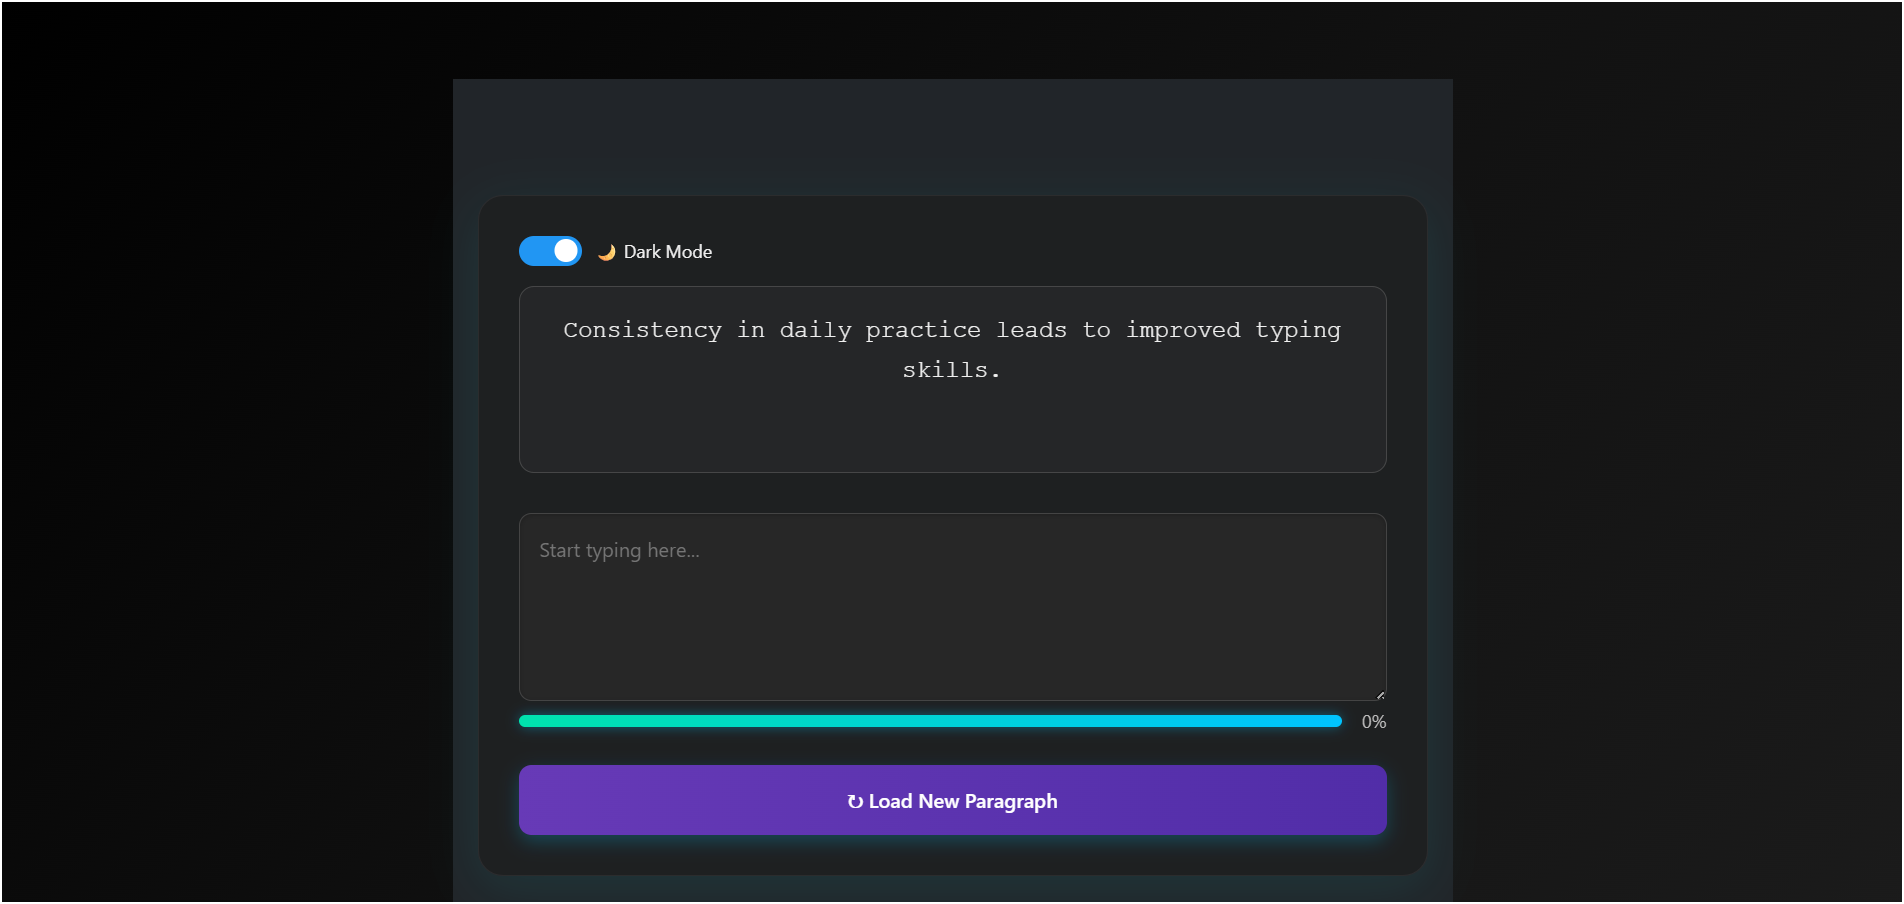 🌙 Dark Mode
Consistency in daily practice leads to improved typing
skills.
Start typing here...
0%
↻ Load New Paragraph